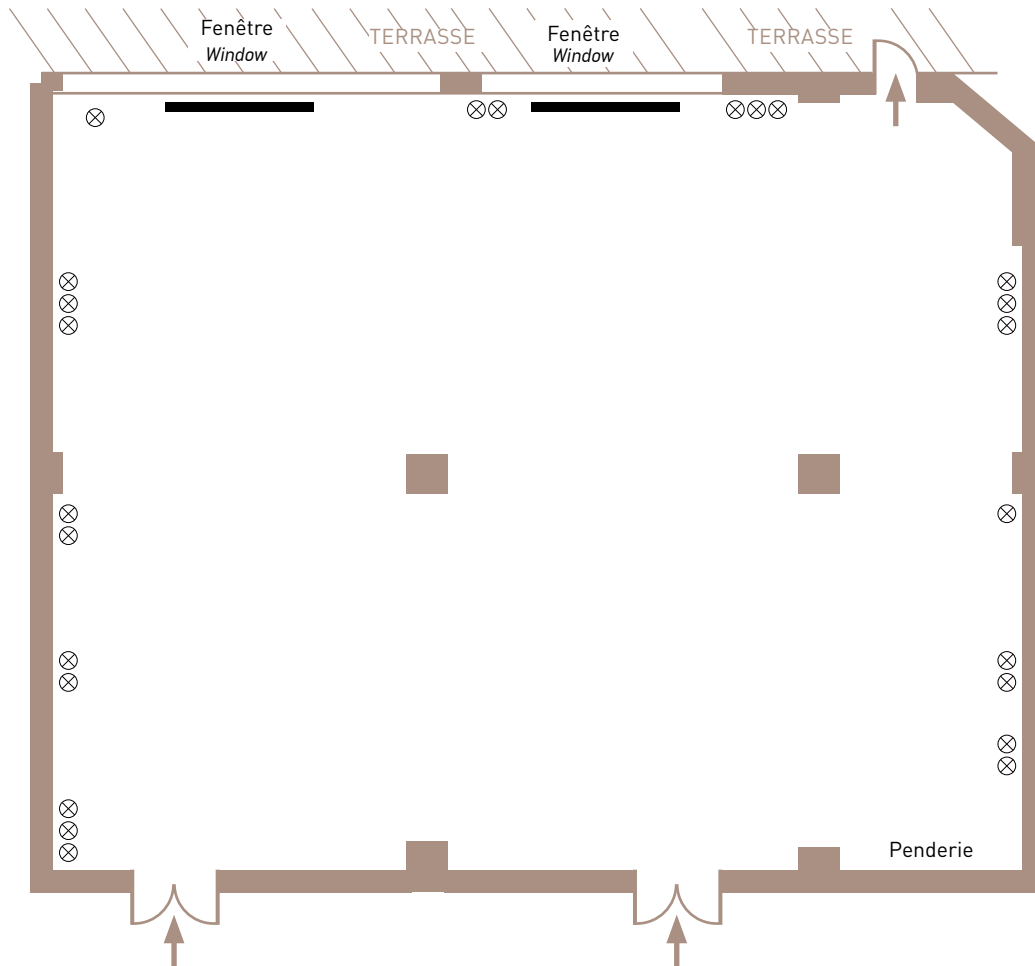 Fenêtre
Window
TERRASSE
Fenêtre
Window
TERRASSE
Penderie